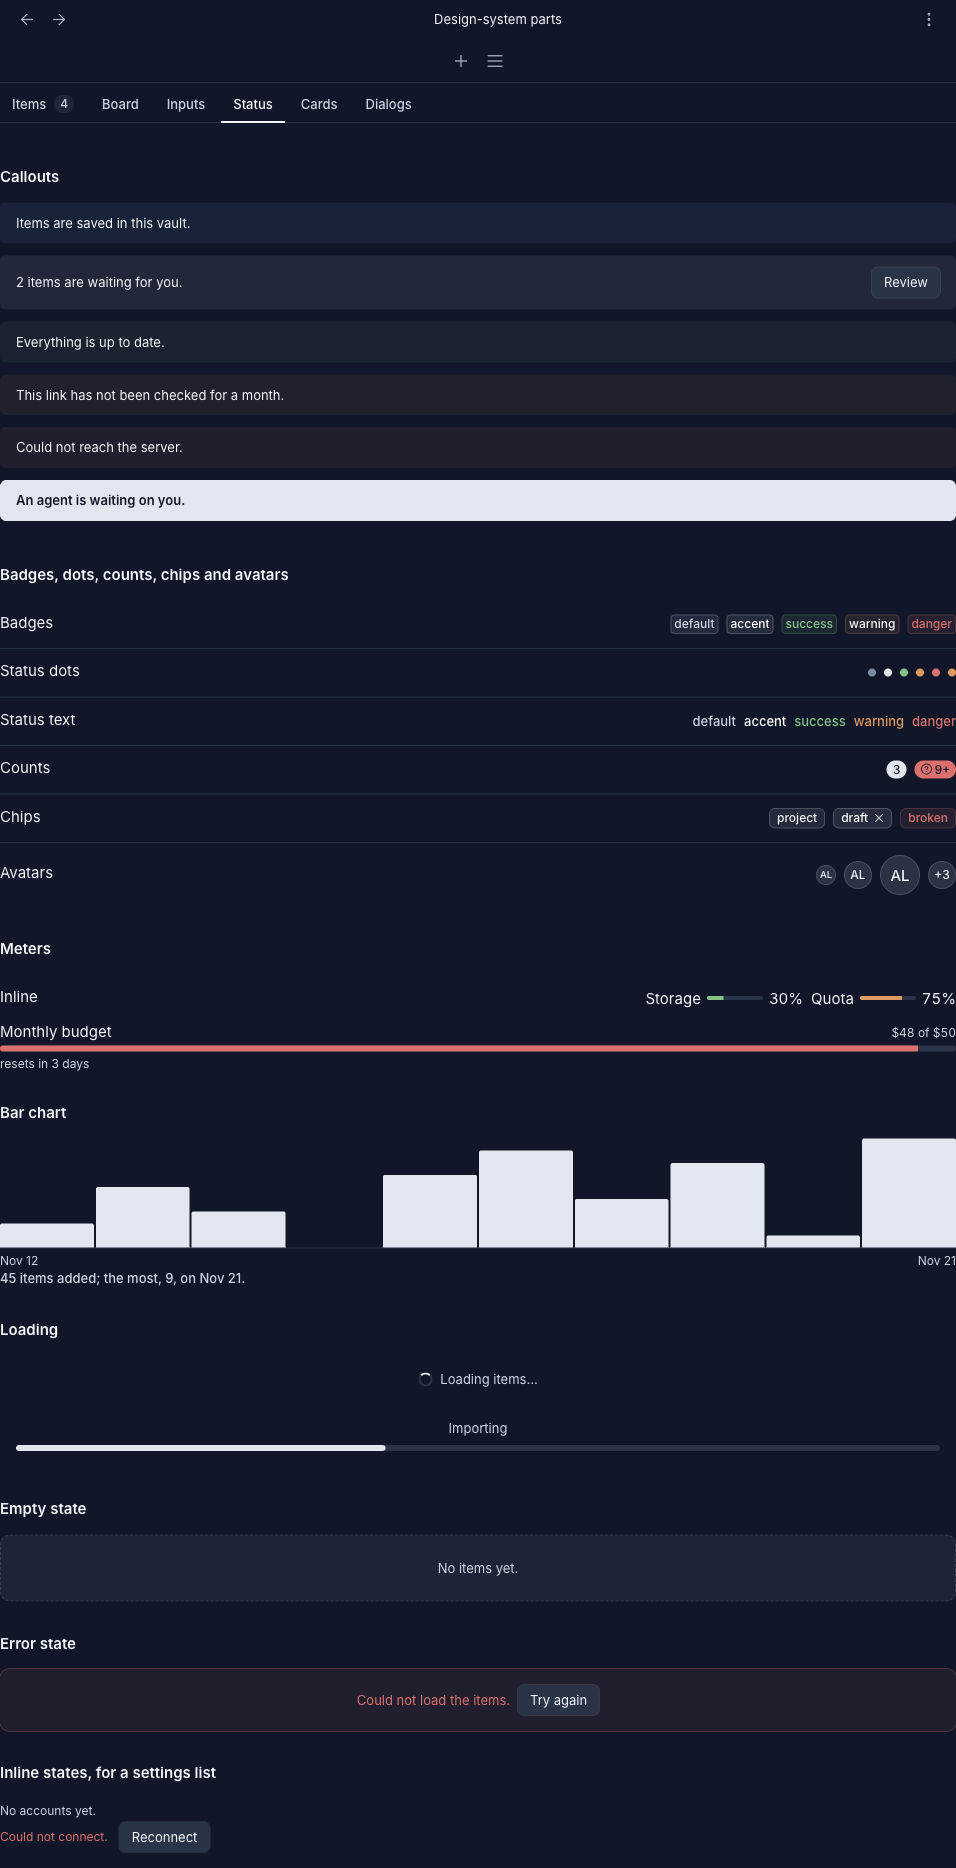 Design-system parts
Items 4 Board Inputs Status Cards Dialogs
Callouts
Items are saved in this vault.
2 items are waiting for you. Review
Everything is up to date.
This link has not been checked for a month.
Could not reach the server.
An agent is waiting on you.
Badges, dots, counts, chips and avatars
Badges default accent success warning danger
Status dots
Status text default accent success warning danger
Counts 3 9+
Chips project draft broken
Avatars AL AL AL +3
Meters
Inline Storage 30% Quota 75%
Monthly budget $48 of $50
resets in 3 days
Bar chart
Nov 12 Nov 21
45 items added; the most, 9, on Nov 21.
Loading
Loading items...
Importing
Empty state
No items yet.
Error state
Could not load the items. Try again
Inline states, for a settings list
No accounts yet.
Could not connect. Reconnect